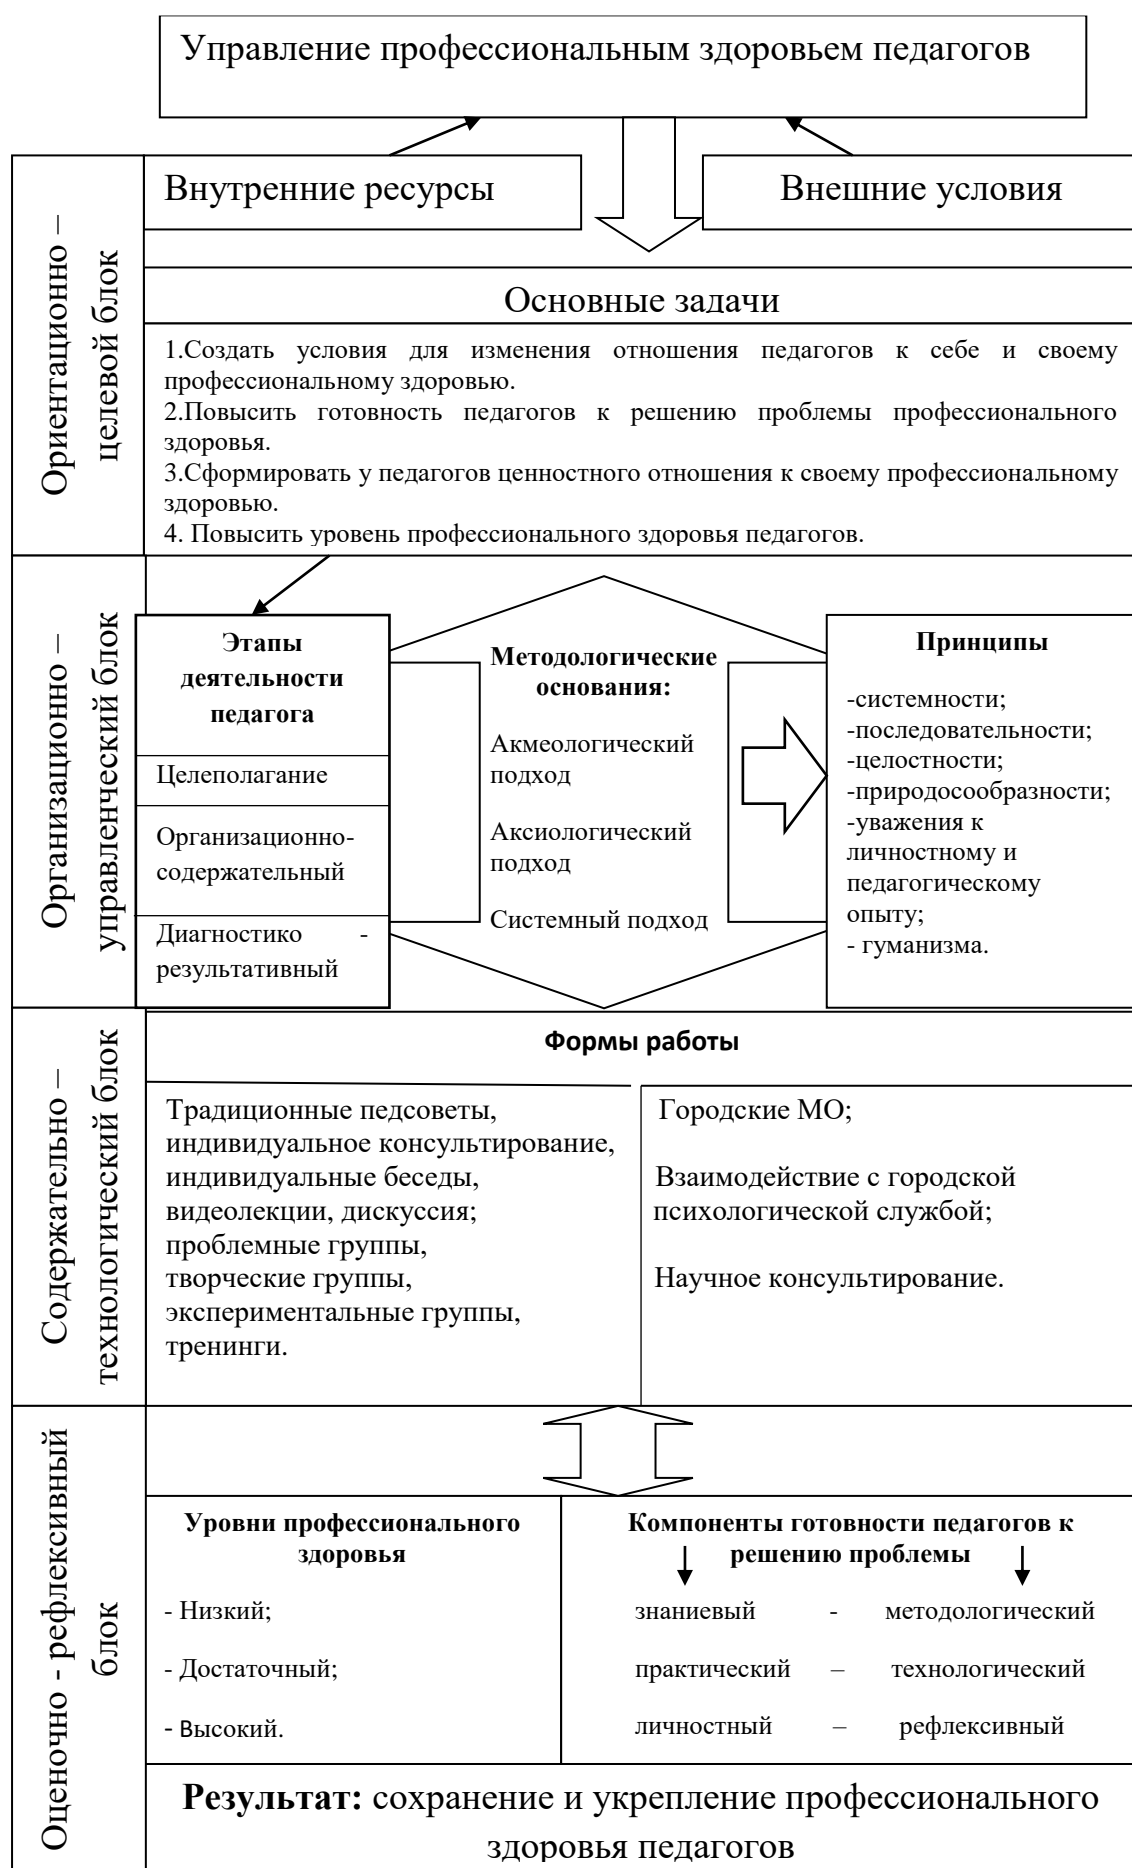 Управление профессиональным здоровьем педагогов
Внутренние ресурсы
Внешние условия
Ориентационно –
целевой блок
Основные задачи
1.Создать условия для изменения отношения педагогов к себе и своему
профессиональному здоровью.
2.Повысить готовность педагогов к решению проблемы профессионального
здоровья.
3.Сформировать у педагогов ценностного отношения к своему профессиональному
здоровью.
4. Повысить уровень профессионального здоровья педагогов.
Организационно –
управленческий блок
Этапы
деятельности
педагога
Целеполагание
Организационно-
содержательный
Диагностико -
результативный
Методологические
основания:
Акмеологический
подход
Аксиологический
подход
Системный подход
Принципы
-системности;
-последовательности;
-целостности;
-природосообразности;
-уважения к
личностному и
педагогическому
опыту;
- гуманизма.
Содержательно –
технологический блок
Формы работы
Традиционные педсоветы,
индивидуальное консультирование,
индивидуальные беседы,
видеолекции, дискуссия;
проблемные группы,
творческие группы,
экспериментальные группы,
тренинги.
Городские МО;
Взаимодействие с городской
психологической службой;
Научное консультирование.
Оценочно - рефлексивный
блок
Уровни профессионального
здоровья
- Низкий;
- Достаточный;
- Высокий.
Компоненты готовности педагогов к
решению проблемы
знаниевый - методологический
практический – технологический
личностный – рефлексивный
Результат: сохранение и укрепление профессионального
здоровья педагогов